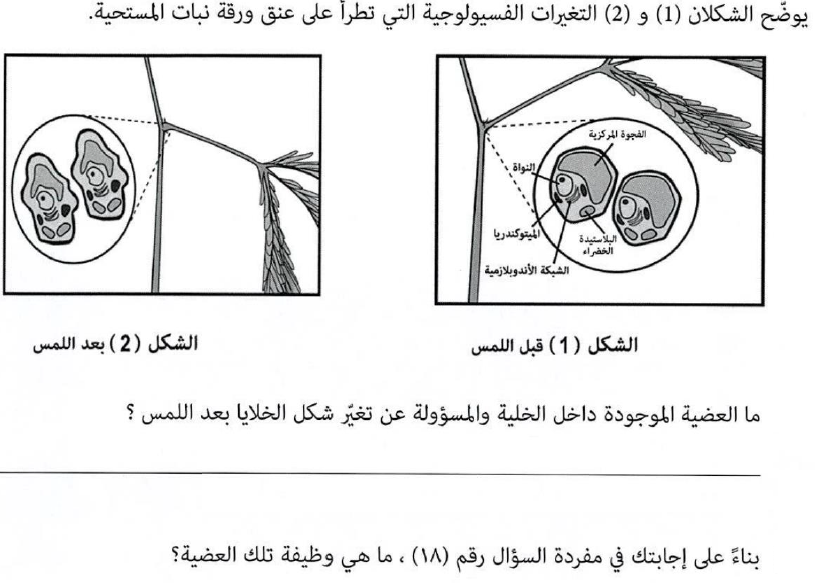 يوضّح الشكلان (1) و (2) التغيرات الفسيولوجية التي تطرأ على عنق ورقة نبات المستحية.
الفجوة المركزية
النواة
الميتوكندريا
البلاستيدة
الخضراء
الشبكة الأندوبلازمية
الشكل (1) قبل اللمس
الشكل (2) بعد اللمس
ما العضية الموجودة داخل الخلية والمسؤولة عن تغيّر شكل الخلايا بعد اللمس ؟
بناءً على إجابتك في مفردة السؤال رقم (١٨) ، ما هي وظيفة تلك العضية؟